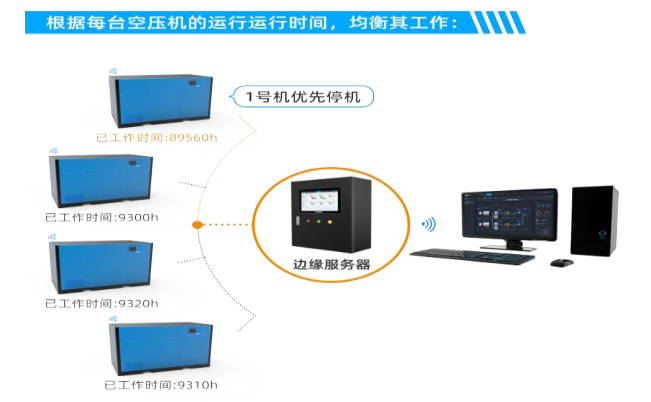 根据每台空压机的运行运行时间，均衡其工作：
1号机优先停机
已工作时间:89560h
已工作时间:9300h
边缘服务器
已工作时间:9320h
已工作时间:9310h